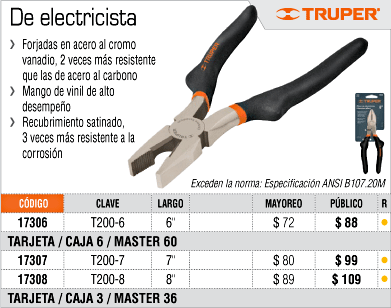 De electricista
TRUPER
Forjadas en acero al cromo
vanadio, 2 veces más resistente
que las de acero al carbono
Mango de vinil de alto
desempeño
Recubrimiento satinado,
3 veces más resistente a la
corrosión
TRUPER
Exceden la norma: Especificación ANSI B107.20M
CÓDIGO CLAVE LARGO MAYOREO PÚBLICO R
17306 T200-6 6" $ 72 $ 88
TARJETA / CAJA 6 / MASTER 60
17307 T200-7 7" $ 80 $ 99
17308 T200-8 8" $ 89 $ 109
TARJETA / CAJA 3 / MASTER 36